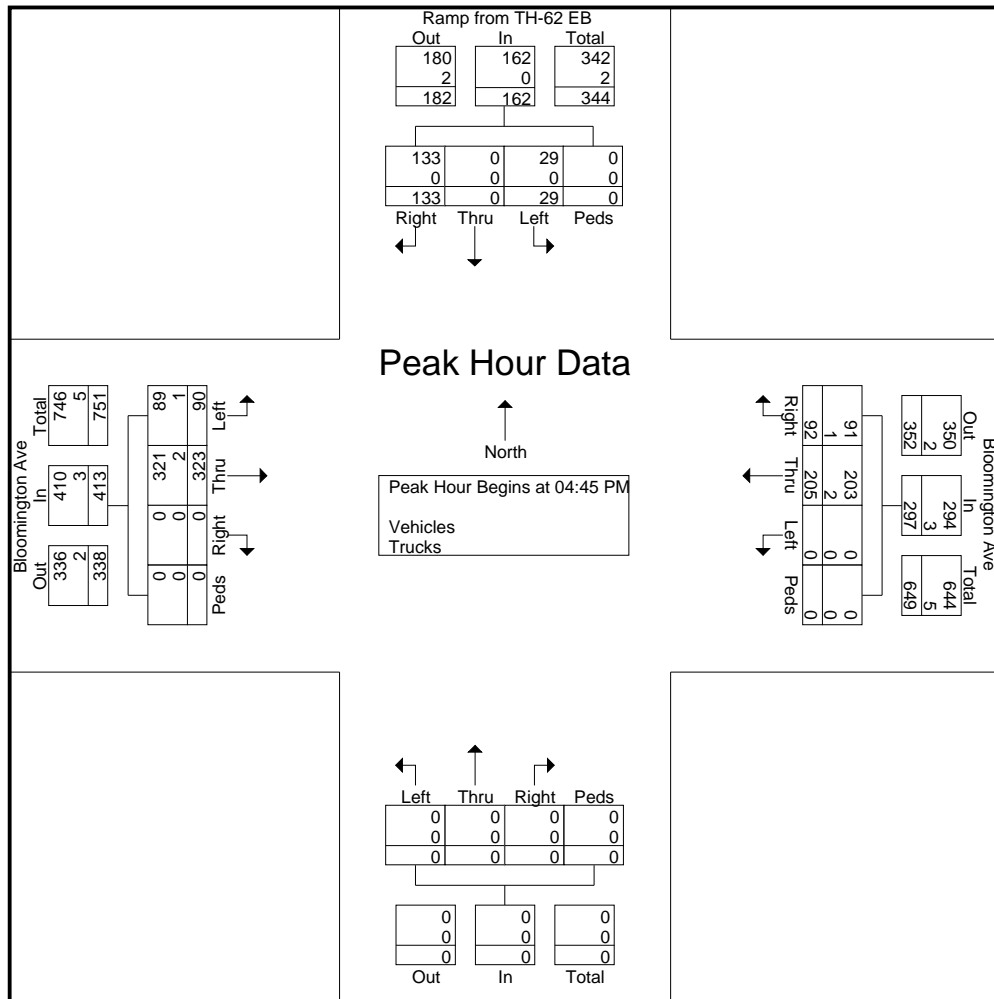 Ramp from TH-62 EB
Out In Total
180 162 342
2 0 2
182 162 344
133 0 29 0
0 0 0 0
133 0 29 0
Right Thru Left Peds
Peak Hour Data
North
Peak Hour Begins at 04:45 PM
Vehicles
Trucks
Bloomington Ave
Out In Total
336 410 746
2 3 5
338 413 751
0 0 321 89
0 0 2 1
0 0 323 90
Peds Right Thru Left
Bloomington Ave
Out In Total
350 294 644
2 3 5
352 297 649
91 203 0 0
1 2 0 0
92 205 0 0
Right Thru Left Peds
Left Thru Right Peds
0 0 0 0
0 0 0 0
0 0 0 0
0 0 0
0 0 0
0 0 0
Out In Total